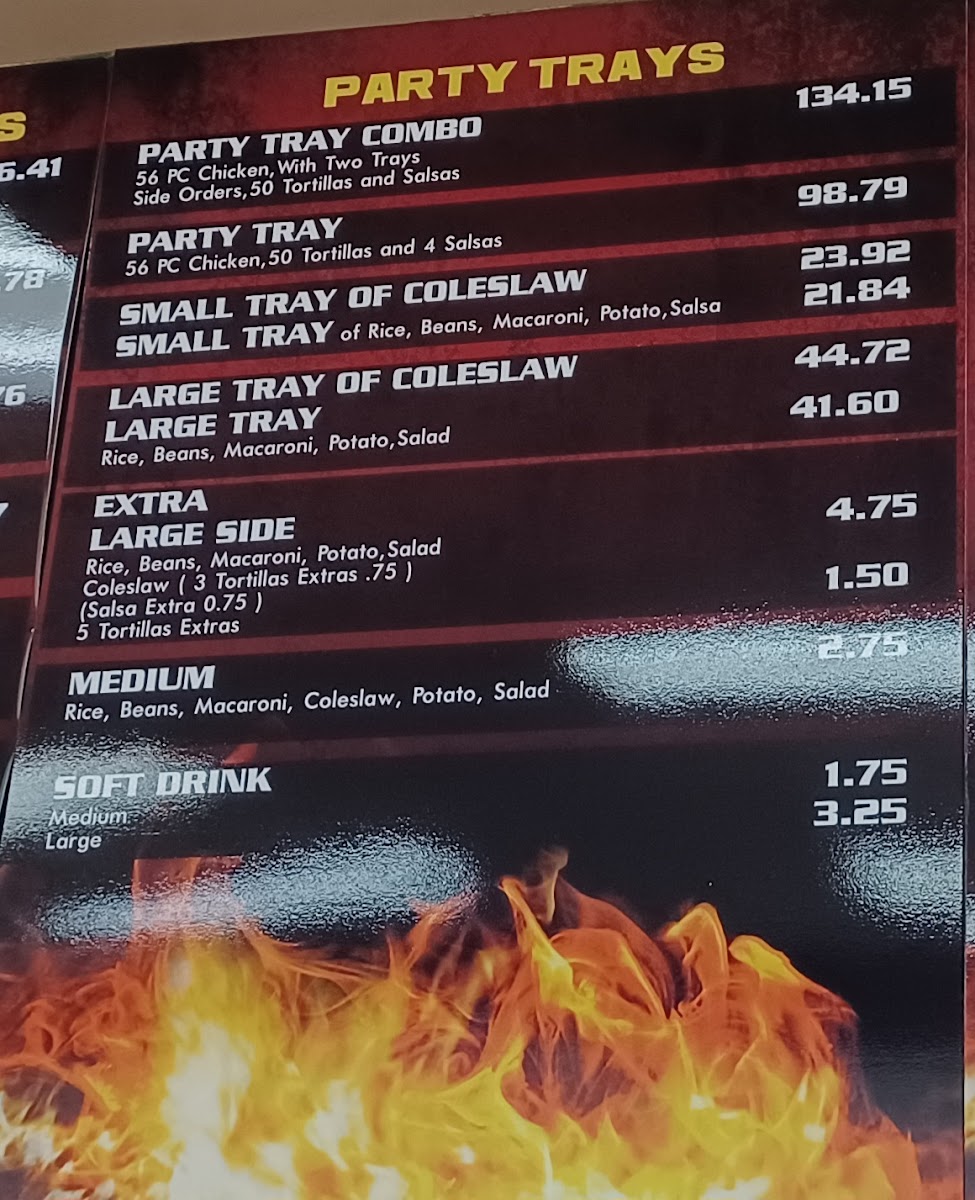 S
6.41
.78
76
PARTY TRAYS
PARTY TRAY COMBO 134.15
56 PC Chicken, With Two Trays
Side Orders, 50 Tortillas and Salsas
PARTY TRAY 98.79
56 PC Chicken, 50 Tortillas and 4 Salsas
SMALL TRAY OF COLESLAW 23.92
SMALL TRAY of Rice, Beans, Macaroni, Potato, Salsa 21.84
LARGE TRAY OF COLESLAW 44.72
LARGE TRAY 41.60
Rice, Beans, Macaroni, Potato, Salad
EXTRA
LARGE SIDE 4.75
Rice, Beans, Macaroni, Potato, Salad
Coleslaw ( 3 Tortillas Extras .75 )
(Salsa Extra 0.75 )
5 Tortillas Extras 1.50
MEDIUM 2.75
Rice, Beans, Macaroni, Coleslaw, Potato, Salad
SOFT DRINK
Medium 1.75
Large 3.25